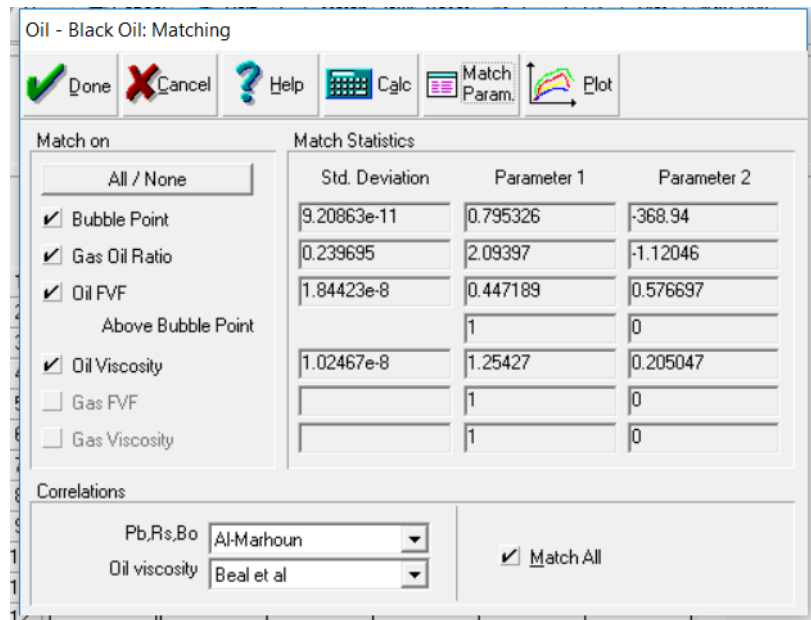 Oil - Black Oil: Matching
Done Cancel Help Calc Match Param. Plot
Match on
Match Statistics
All / None
Std. Deviation Parameter 1 Parameter 2
Bubble Point 9.20863e-11 0.795326 -368.94
Gas Oil Ratio 0.239695 2.09397 -1.12046
Oil FVF 1.84423e-8 0.447189 0.576697
Above Bubble Point 1 0
Oil Viscosity 1.02467e-8 1.25427 0.205047
Gas FVF 1 0
Gas Viscosity 1 0
Correlations
Pb,Rs,Bo Al-Marhoun
Oil viscosity Beal et al
Match All